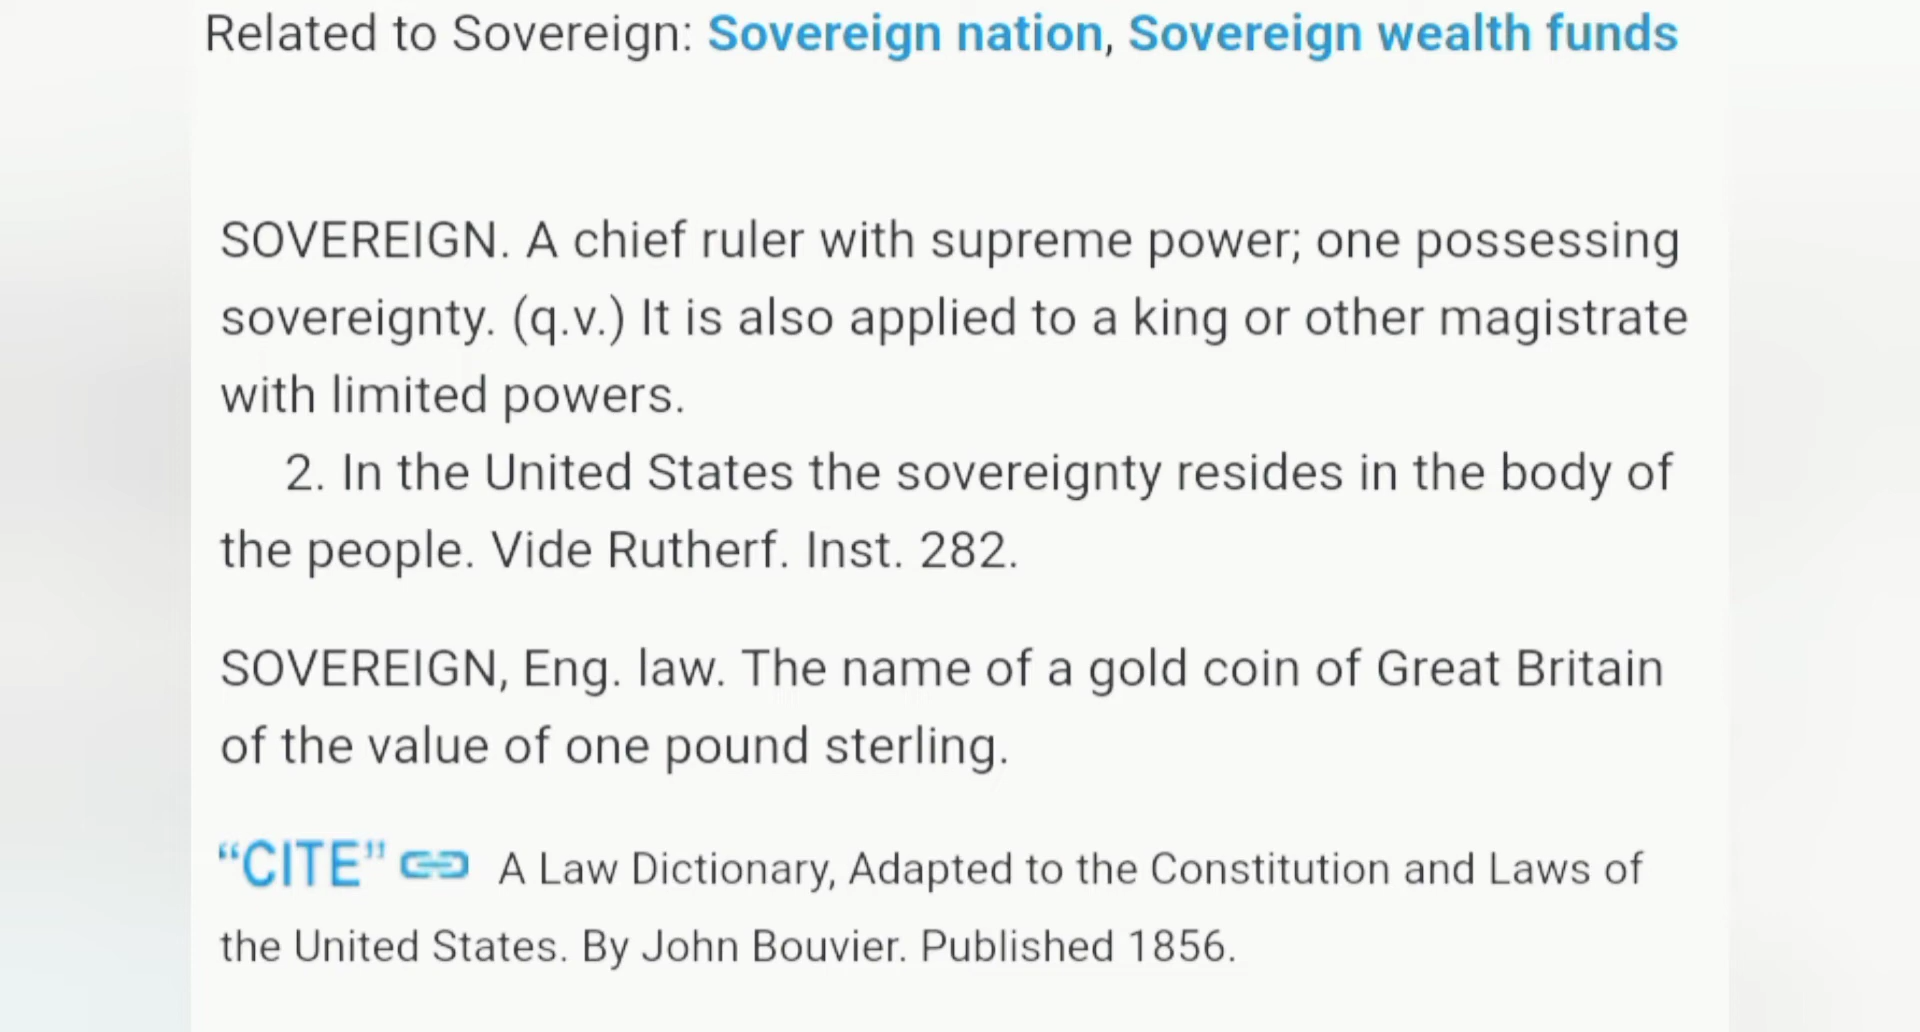 Related to Sovereign: Sovereign nation, Sovereign wealth funds
SOVEREIGN. A chief ruler with supreme power; one possessing
sovereignty. (q.v.) It is also applied to a king or other magistrate
with limited powers.
2. In the United States the sovereignty resides in the body of
the people. Vide Rutherf. Inst. 282.
SOVEREIGN, Eng. law. The name of a gold coin of Great Britain
of the value of one pound sterling.
“CITE” A Law Dictionary, Adapted to the Constitution and Laws of
the United States. By John Bouvier. Published 1856.